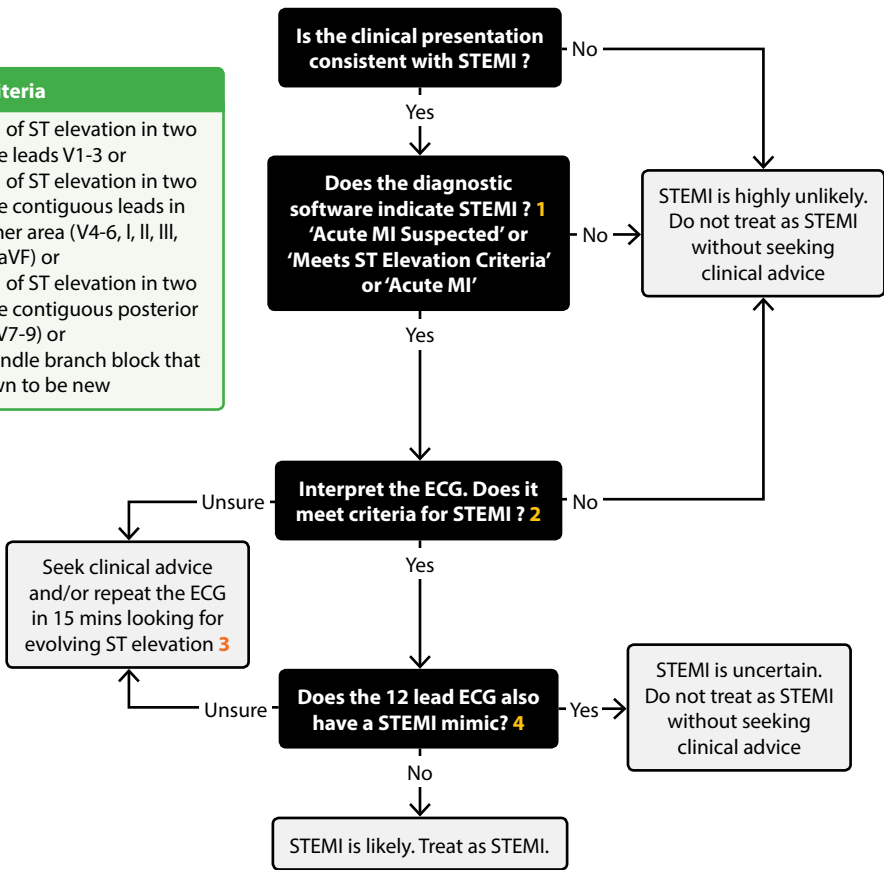 Is the clinical presentation
consistent with STEMI ?
No
Yes
iteria
of ST elevation in two
e leads V1-3 or
of ST elevation in two
e contiguous leads in
her area (V4-6, I, II, III,
aVF) or
of ST elevation in two
e contiguous posterior
V7-9) or
ndle branch block that
wn to be new
Does the diagnostic
software indicate STEMI ? 1
‘Acute MI Suspected’ or
‘Meets ST Elevation Criteria’
or ‘Acute MI’
No
STEMI is highly unlikely.
Do not treat as STEMI
without seeking
clinical advice
Yes
Interpret the ECG. Does it
meet criteria for STEMI ? 2
Unsure
No
Seek clinical advice
and/or repeat the ECG
in 15 mins looking for
evolving ST elevation 3
Yes
Does the 12 lead ECG also
have a STEMI mimic? 4
Unsure
Yes
STEMI is uncertain.
Do not treat as STEMI
without seeking
clinical advice
No
STEMI is likely. Treat as STEMI.